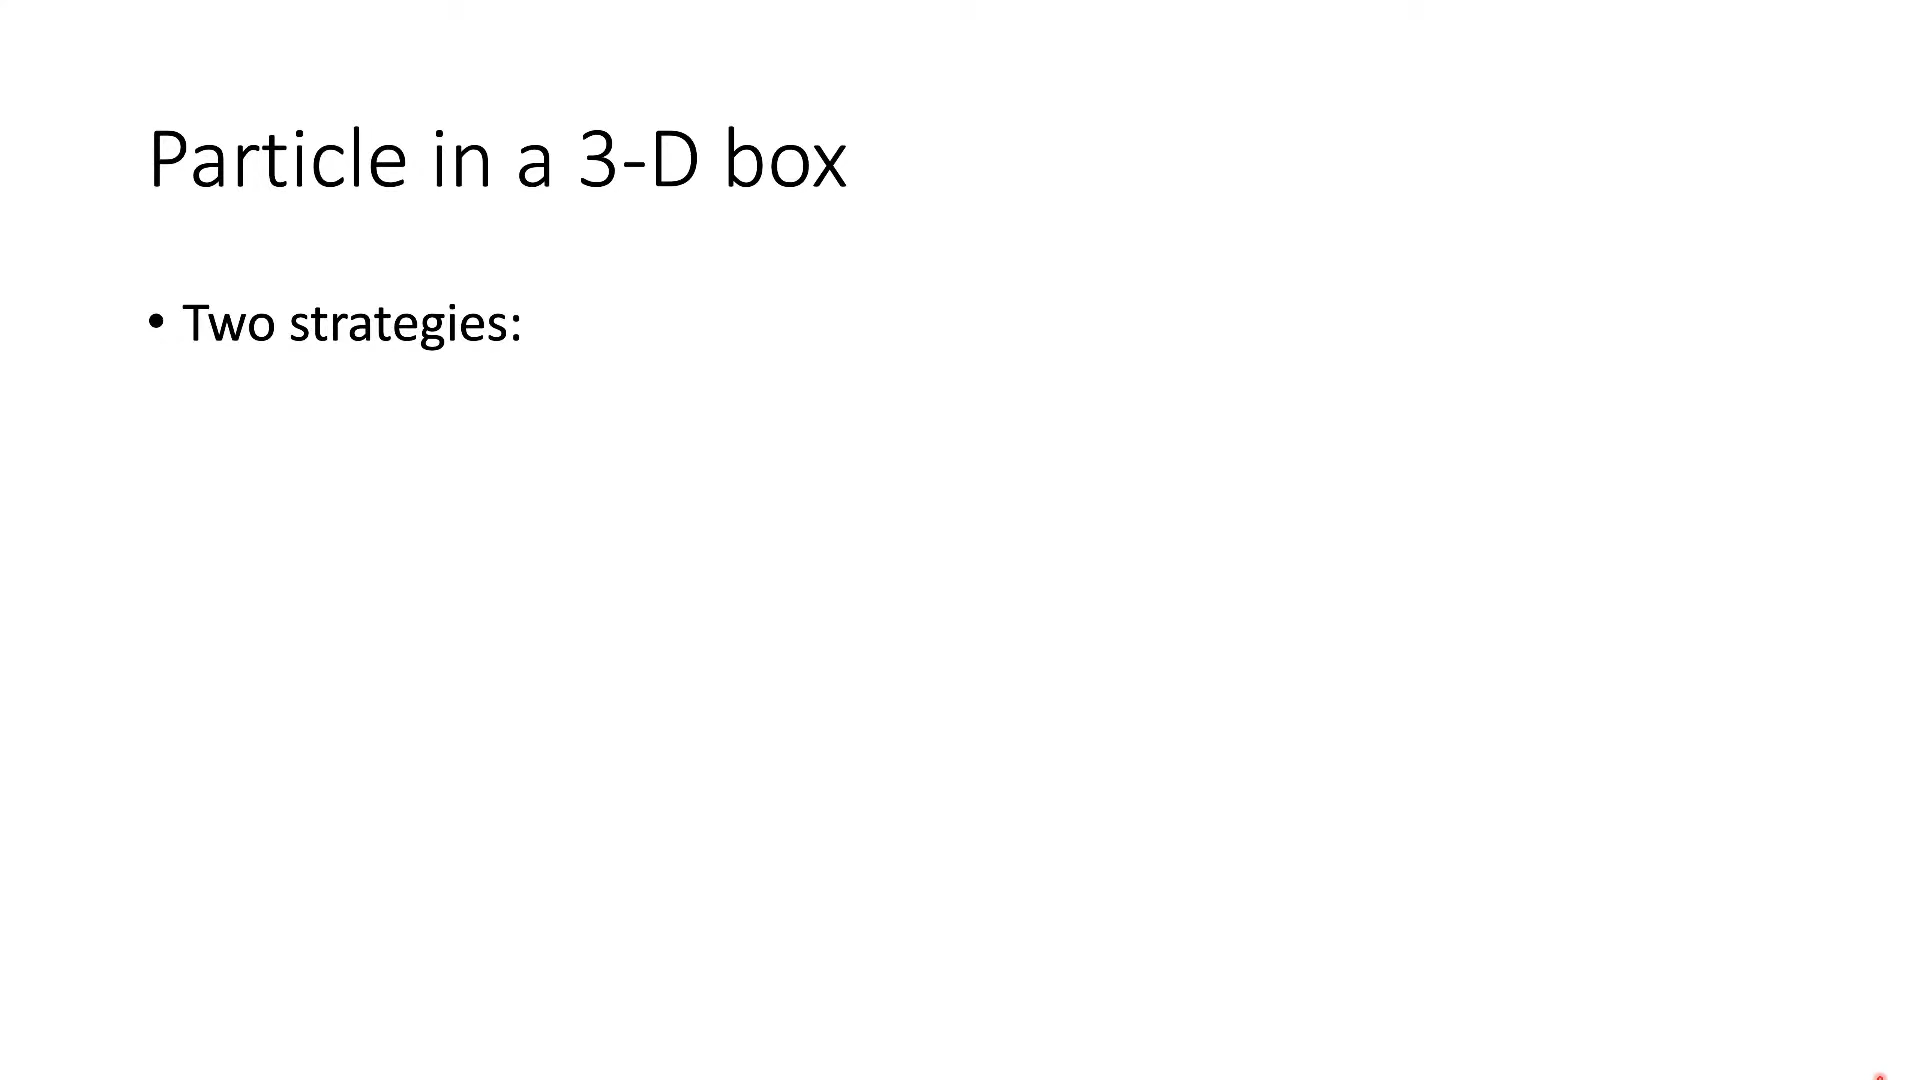 Particle in a 3-D box
• Two strategies: